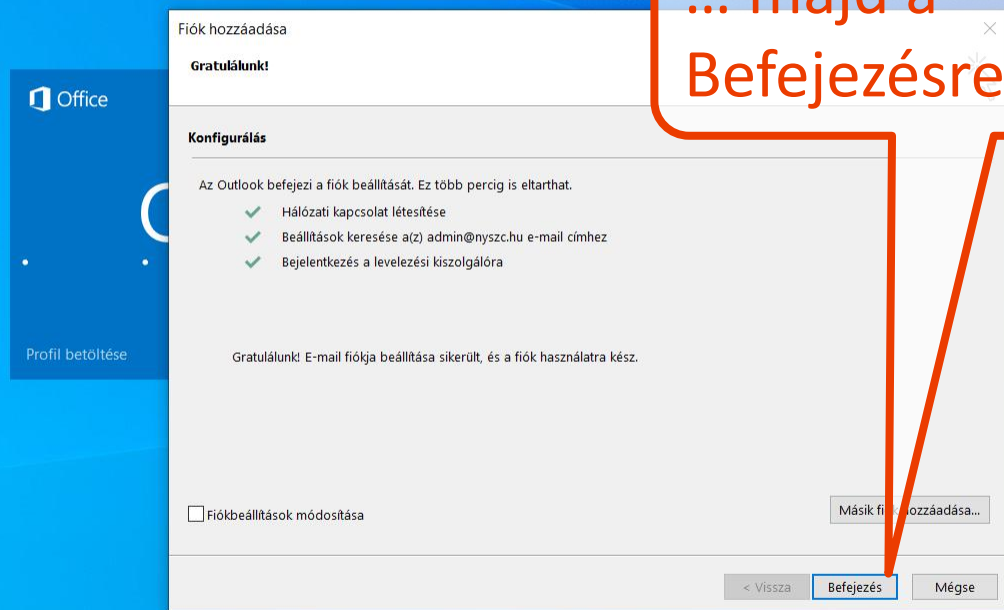 ... majd a
Befejezésre
Fiók hozzáadása
Gratulálunk!
Office
Konfigurálás
Az Outlook befejezi a fiók beállítását. Ez több percig is eltarthat.
Hálózati kapcsolat létesítése
Beállítások keresése a(z) admin@nyszc.hu e-mail címhez
Bejelentkezés a levelezési kiszolgálóra
Profil betöltése
Gratulálunk! E-mail fiókja beállítása sikerült, és a fiók használatra kész.
Fiókbeállítások módosítása
Másik
< Vissza
Befejezés
Mégse